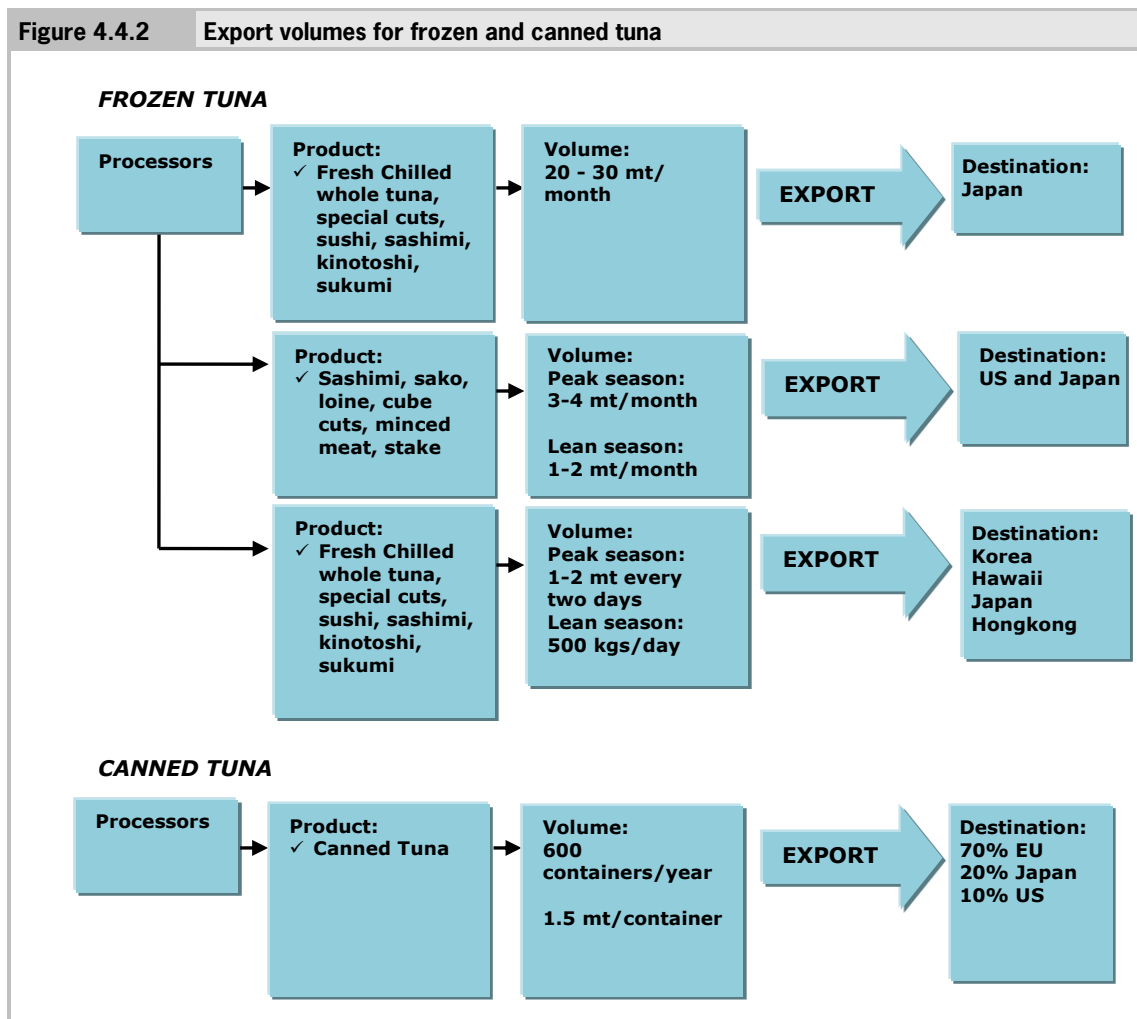 Figure 4.4.2 Export volumes for frozen and canned tuna
FROZEN TUNA
Processors
Product:
✓ Fresh Chilled
whole tuna,
special cuts,
sushi, sashimi,
kinotoshi,
sukumi
Volume:
20 - 30 mt/
month
EXPORT
Destination:
Japan
Product:
✓ Sashimi, sako,
loine, cube
cuts, minced
meat, stake
Volume:
Peak season:
3-4 mt/month
Lean season:
1-2 mt/month
EXPORT
Destination:
US and Japan
Product:
✓ Fresh Chilled
whole tuna,
special cuts,
sushi, sashimi,
kinotoshi,
sukumi
Volume:
Peak season:
1-2 mt every
two days
Lean season:
500 kgs/day
EXPORT
Destination:
Korea
Hawaii
Japan
Hongkong
CANNED TUNA
Processors
Product:
✓ Canned Tuna
Volume:
600
containers/year
1.5 mt/container
EXPORT
Destination:
70% EU
20% Japan
10% US